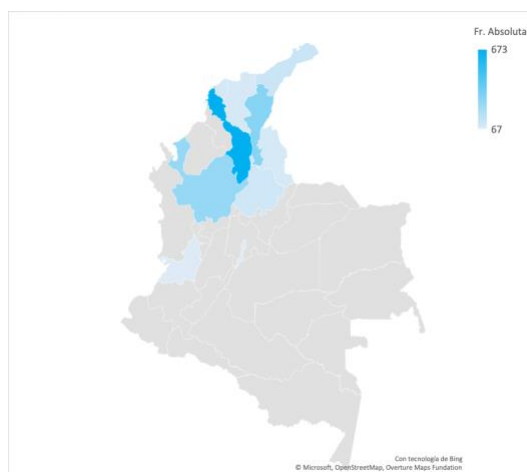 Fr. Absoluta
673
67
Con tecnología de Bing
© Microsoft, OpenStreetMap, Overture Maps Fundation